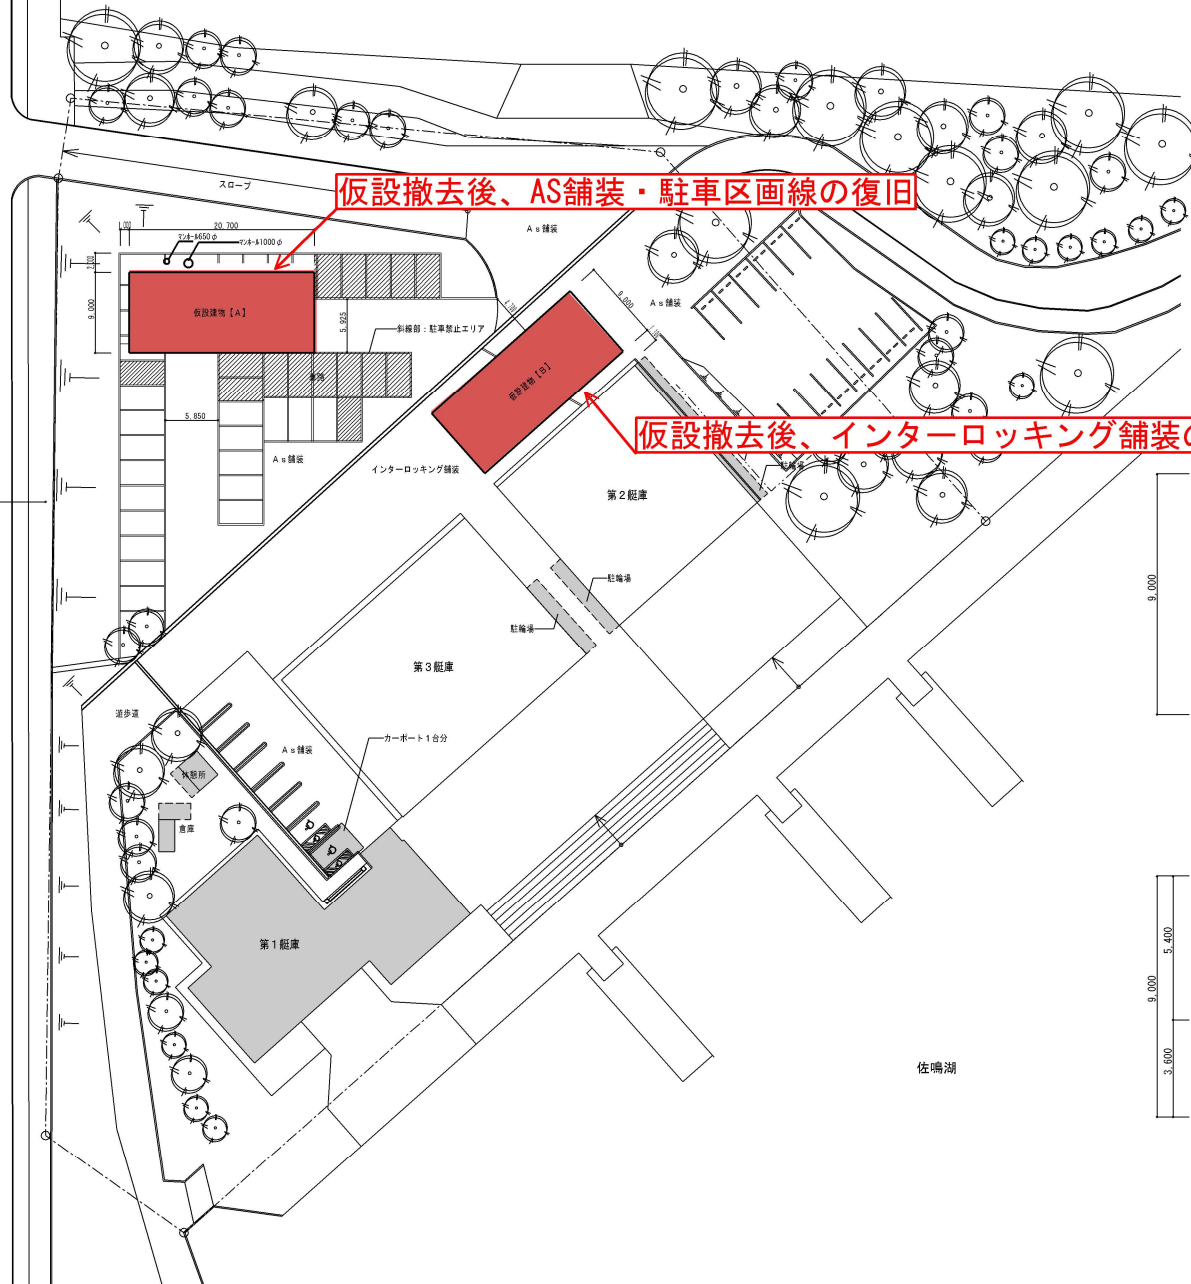 スロープ
仮設撤去後、AS舗装・駐車区画線の復旧
Ａｓ舗装
20,700
マンホール650φ
マンホール1000φ
9,000
仮設建物【Ａ】
5,925
斜線部：駐車禁止エリア
9,000
Ａｓ舗装
仮設建物【Ｂ】
5,850
仮設撤去後、インターロッキング舗装の
Ａｓ舗装
インターロッキング舗装
駐輪場
第２艇庫
駐輪場
駐輪場
9,000
第３艇庫
遊歩道
Ａｓ舗装
カーポート１台分
休憩所
倉庫
第１艇庫
5,400
9,000
3,600
佐鳴湖